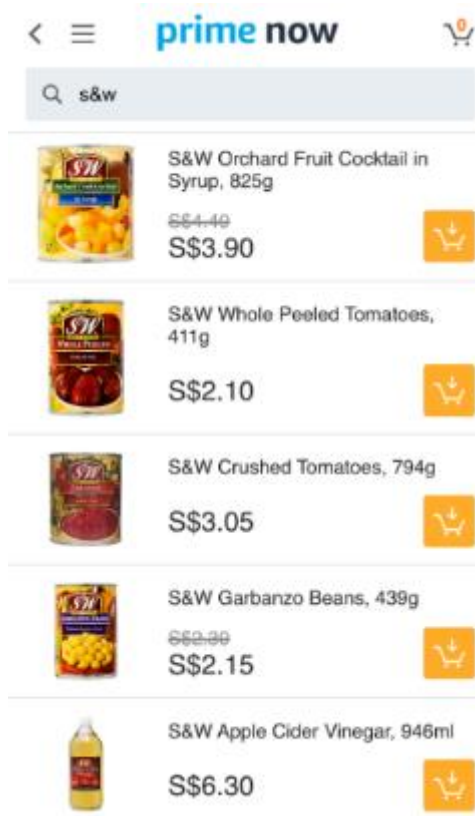 prime now
0
s&w
S&W Orchard Fruit Cocktail in
Syrup, 825g
S$4.40
S$3.90
S&W Whole Peeled Tomatoes,
411g
S$2.10
S&W Crushed Tomatoes, 794g
S$3.05
S&W Garbanzo Beans, 439g
S$2.30
S$2.15
S&W Apple Cider Vinegar, 946ml
S$6.30